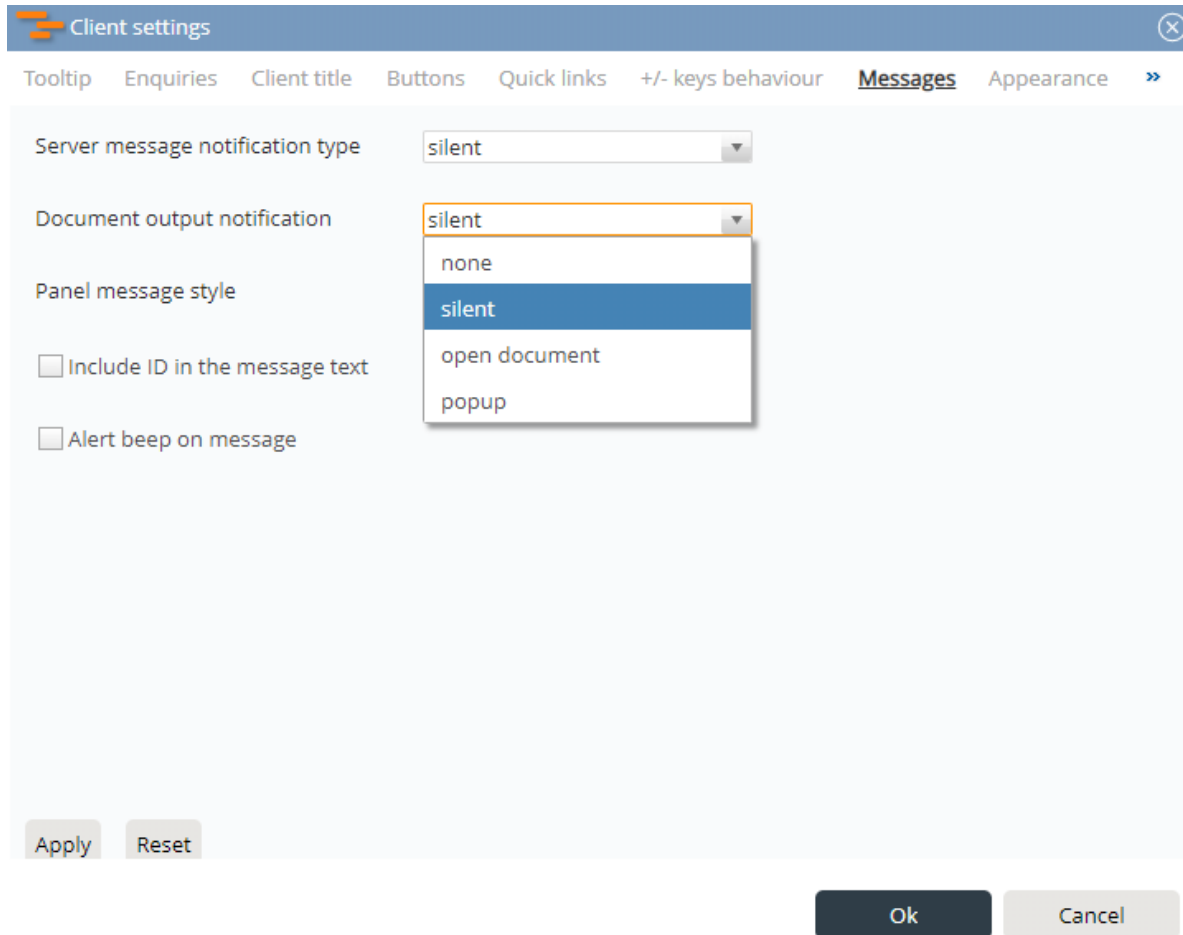 Client settings
Tooltip Enquiries Client title Buttons Quick links +/- keys behaviour Messages Appearance »
Server message notification type silent
Document output notification silent
none
Panel message style
silent
Include ID in the message text
open document
popup
Alert beep on message
Apply Reset
Ok Cancel